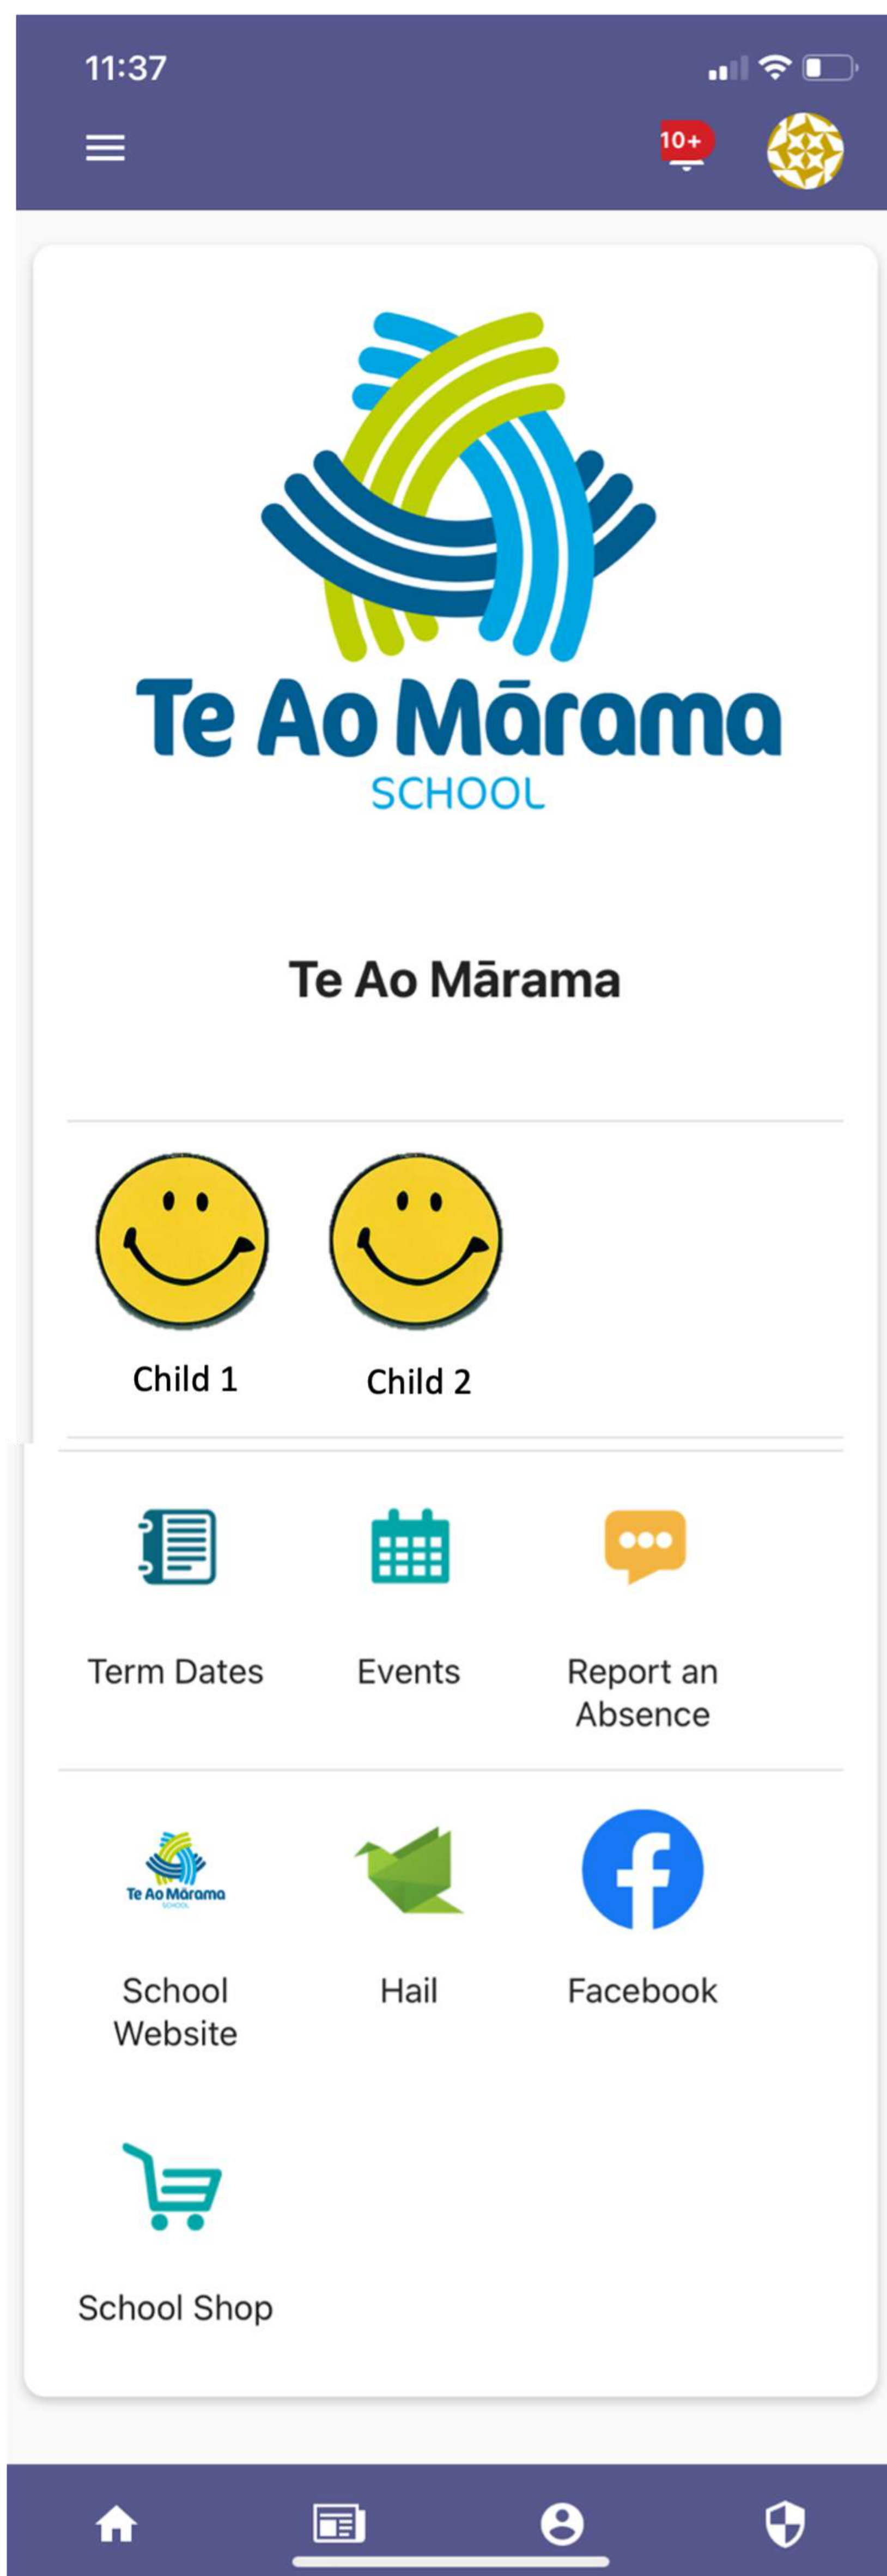 11:37
10+
Te Ao Mārama
SCHOOL
Te Ao Mārama
Child 1
Child 2
Term Dates
Events
Report an
Absence
Te Ao Mārama
SCHOOL
School
Website
Hail
Facebook
School Shop